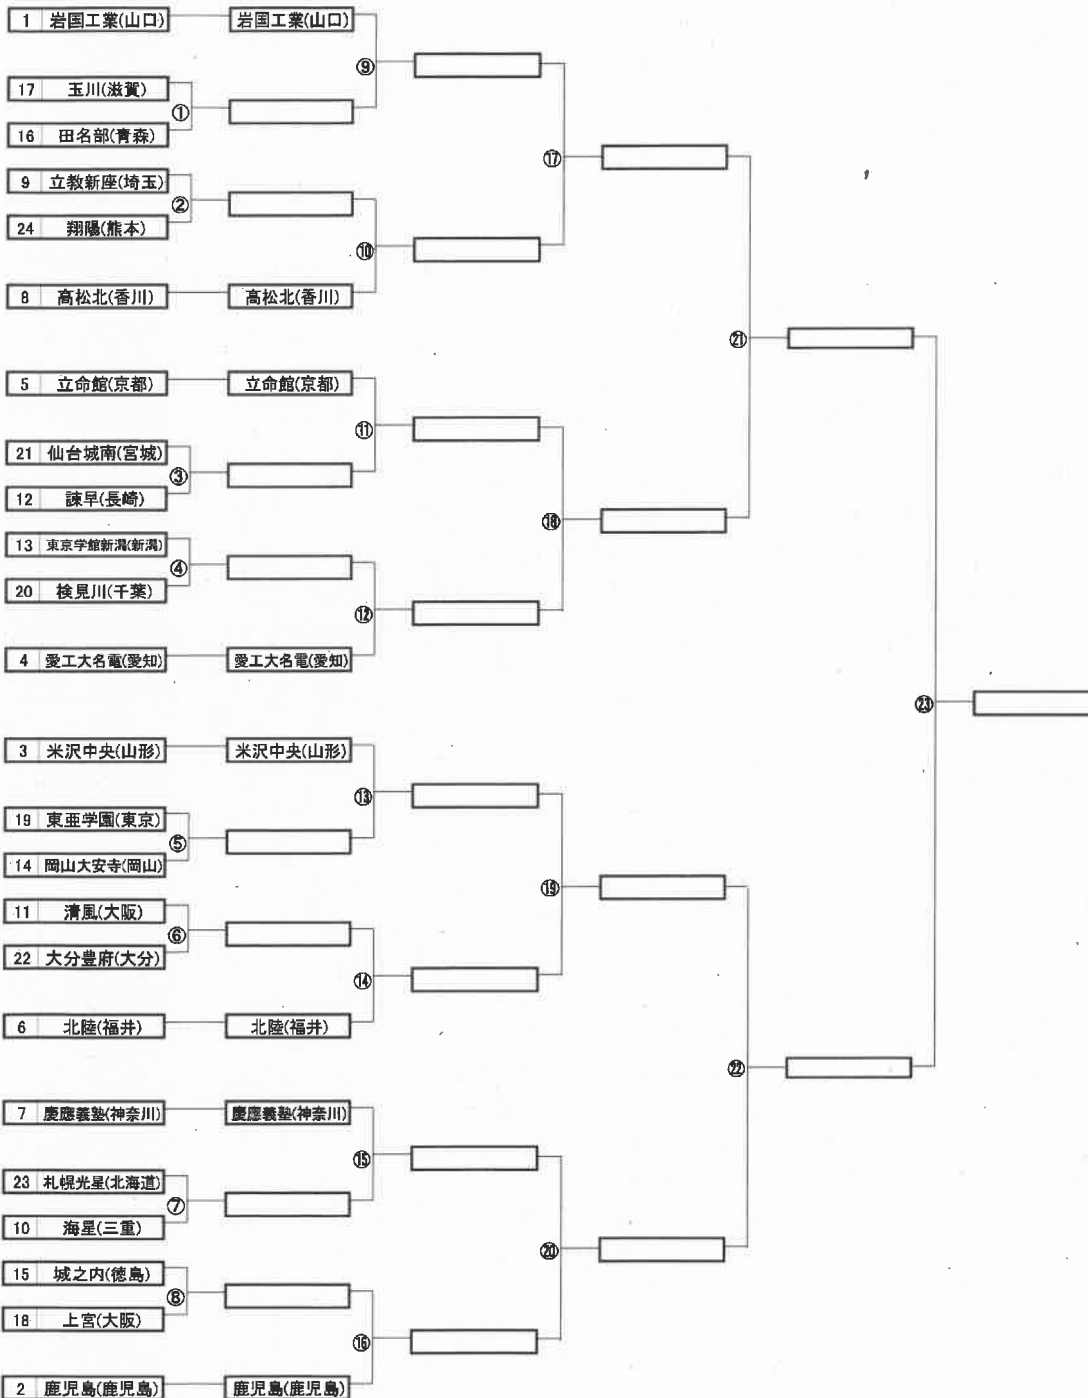 1 岩国工業(山口) 岩国工業(山口)
⑨
17 玉川(滋賀)
①
16 田名部(青森)
⑰
9 立教新座(埼玉)
②
24 翔陽(熊本)
⑩
8 高松北(香川) 高松北(香川)
㉑
5 立命館(京都) 立命館(京都)
⑪
21 仙台城南(宮城)
③
12 諫早(長崎)
⑱
13 東京学館新潟(新潟)
④
20 検見川(千葉)
⑫
4 愛工大名電(愛知) 愛工大名電(愛知)
㉓
3 米沢中央(山形) 米沢中央(山形)
⑬
19 東亜学園(東京)
⑤
14 岡山大安寺(岡山)
⑲
11 清風(大阪)
⑥
22 大分豊府(大分)
⑭
6 北陸(福井) 北陸(福井)
㉒
7 慶應義塾(神奈川) 慶應義塾(神奈川)
⑮
23 札幌光星(北海道)
⑦
10 海星(三重)
⑳
15 城之内(徳島)
⑧
18 上宮(大阪)
⑯
2 鹿児島(鹿児島) 鹿児島(鹿児島)